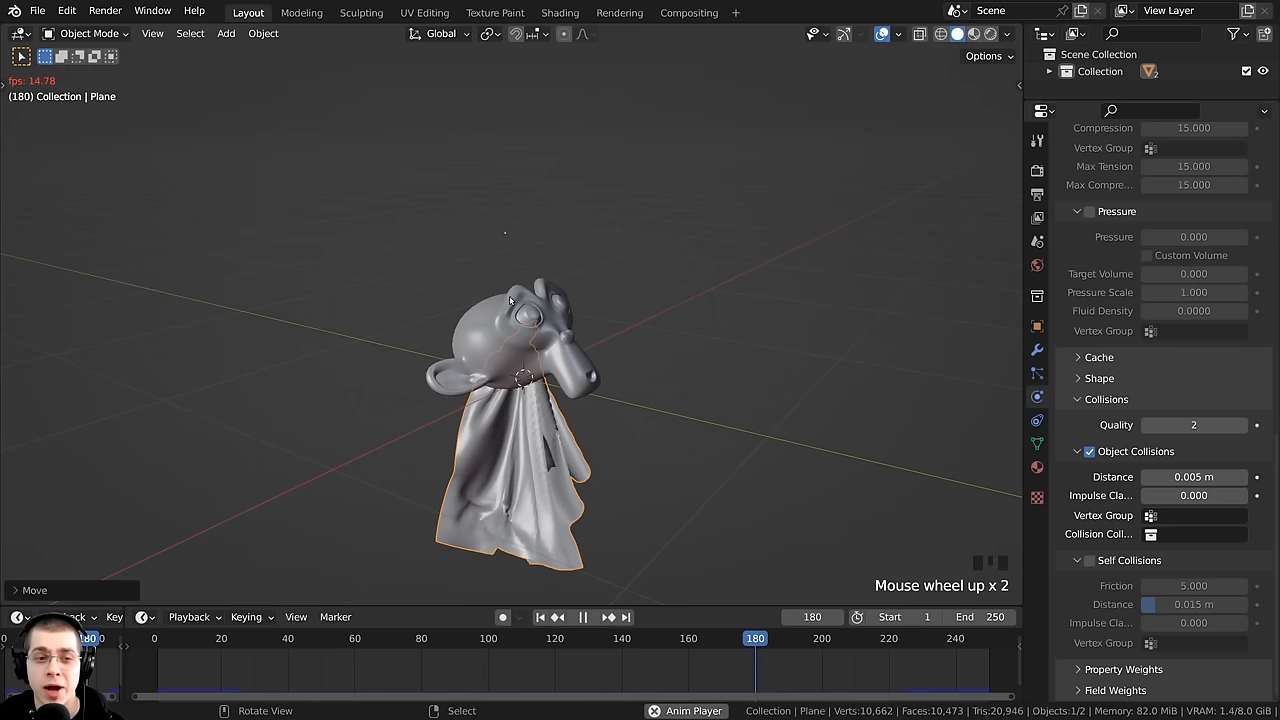 File Edit Render Window Help Layout Modeling Sculpting UV Editing Texture Paint Shading Rendering Compositing + Scene View Layer
Object Mode View Select Add Object Global
Options
fps: 14.78
(180) Collection | Plane
Scene Collection
Collection 2
Compression 15.000
Vertex Group
Max Tension 15.000
Max Compre... 15.000
Pressure
Pressure 0.000
Custom Volume
Target Volume 0.000
Pressure Scale 1.000
Fluid Density 0.0000
Vertex Group
Cache
Shape
Collisions
Quality 2
Object Collisions
Distance 0.005 m
Impulse Cla... 0.000
Vertex Group
Collision Coll...
Self Collisions
Friction 5.000
Distance 0.015 m
Impulse Cla... 0.000
Vertex Group
Property Weights
Field Weights
Mouse wheel up x 2
Move
Key Playback Keying View Marker 180 Start 1 End 250
0 180 0 20 40 60 80 100 120 140 160 180 200 220 240
Rotate View Select Anim Player Collection | Plane | Verts:10,662 | Faces:10,473 | Tris:20,946 | Objects:1/2 | Memory: 82.0 MiB | VRAM: 1.4/8.0 GiB